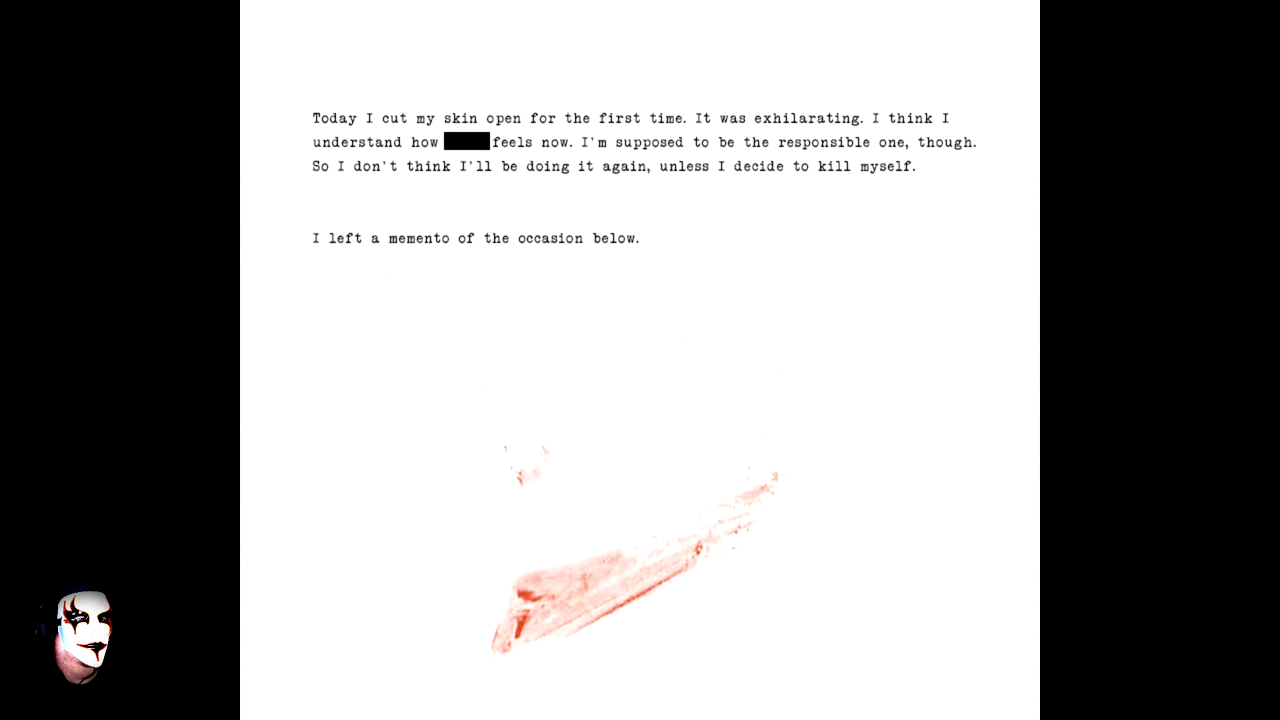 Today I cut my skin open for the first time. It was exhilarating. I think I
understand how feels now. I'm supposed to be the responsible one, though.
So I don't think I'll be doing it again, unless I decide to kill myself.
I left a memento of the occasion below.